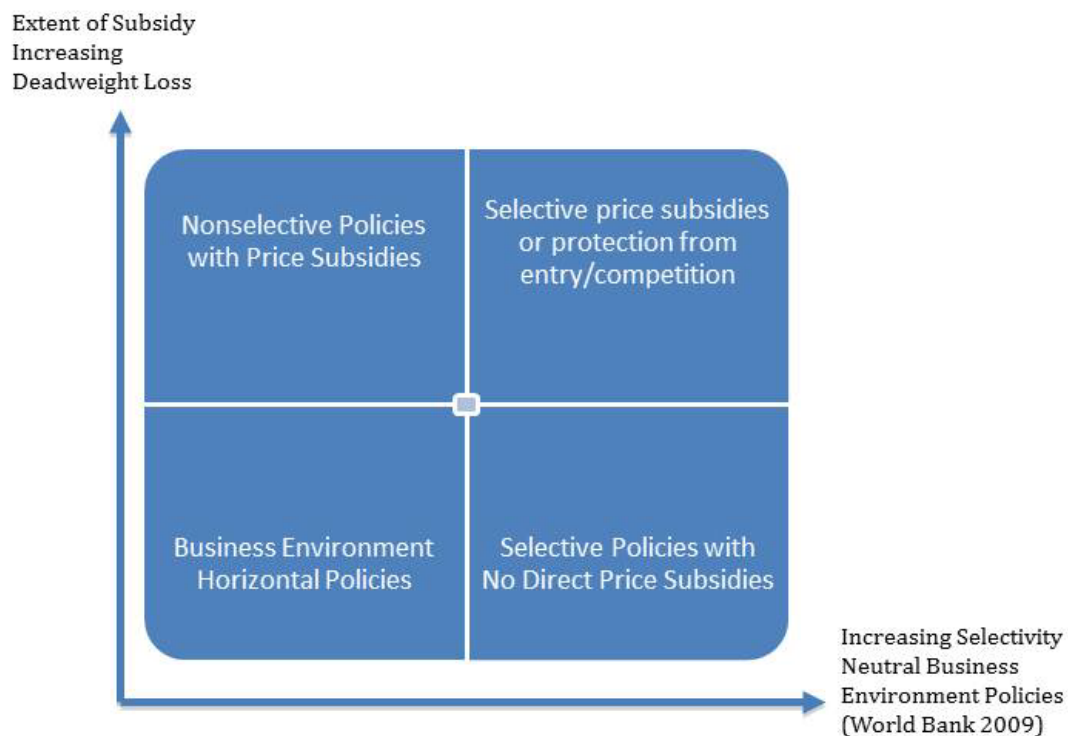 Extent of Subsidy
Increasing
Deadweight Loss
Nonselective Policies
with Price Subsidies
Selective price subsidies
or protection from
entry/competition
Business Environment
Horizontal Policies
Selective Policies with
No Direct Price Subsidies
Increasing Selectivity
Neutral Business
Environment Policies
(World Bank 2009)